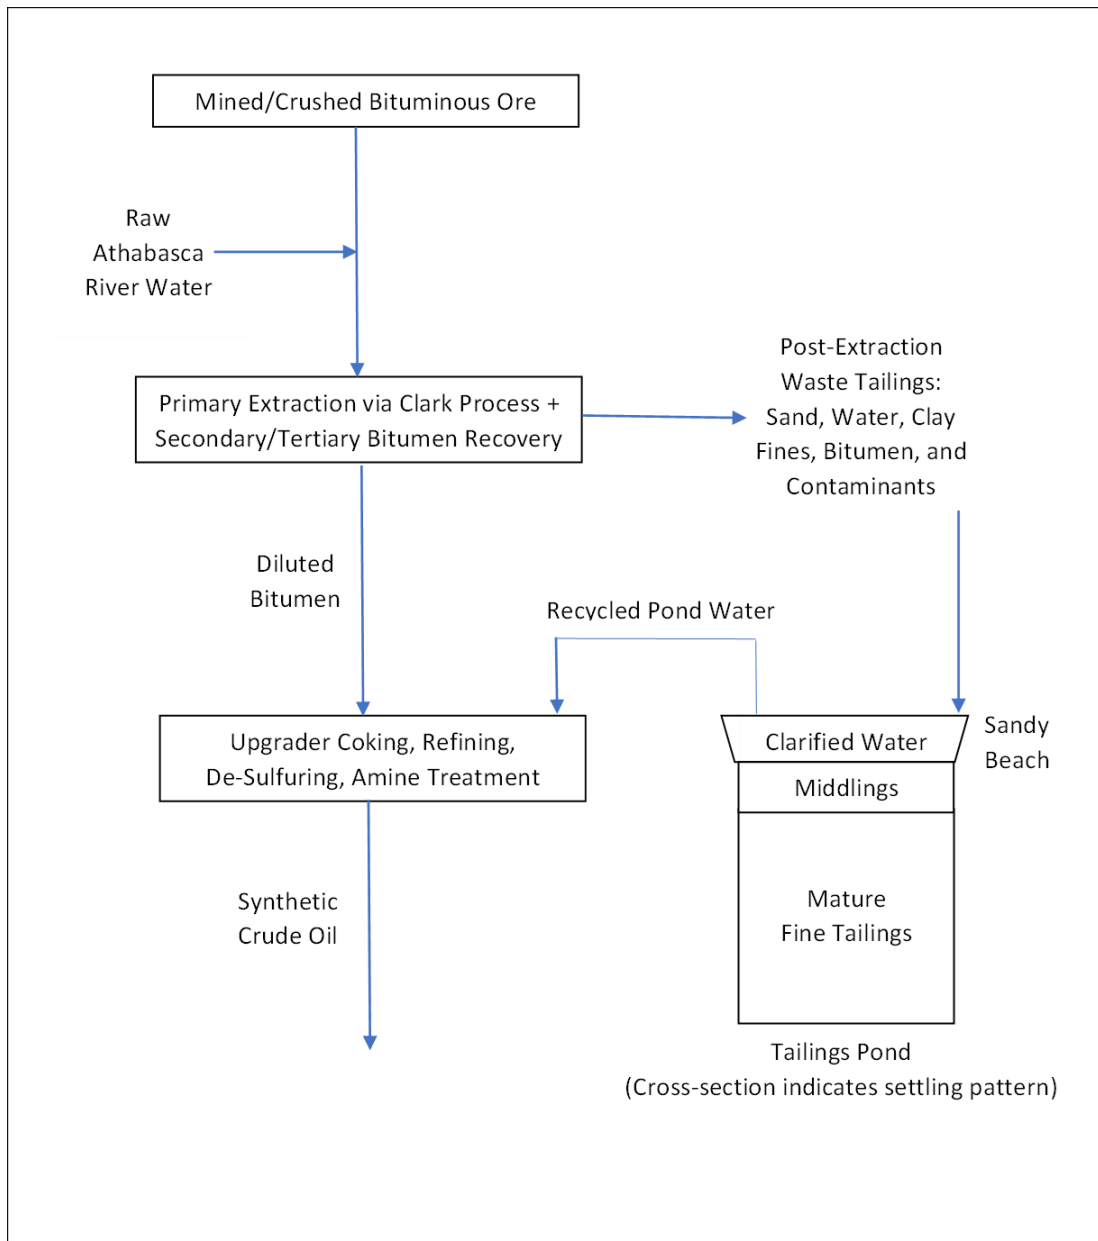 Mined/Crushed Bituminous Ore
Raw
Athabasca
River Water
Primary Extraction via Clark Process +
Secondary/Tertiary Bitumen Recovery
Post-Extraction
Waste Tailings:
Sand, Water, Clay
Fines, Bitumen, and
Contaminants
Diluted
Bitumen
Recycled Pond Water
Upgrader Coking, Refining,
De-Sulfuring, Amine Treatment
Clarified Water
Sandy
Beach
Middlings
Mature
Fine Tailings
Synthetic
Crude Oil
Tailings Pond
(Cross-section indicates settling pattern)